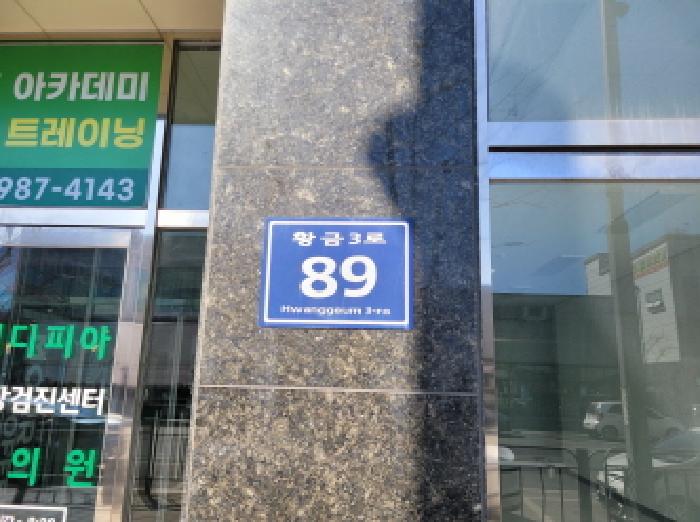 아카데미
트레이닝
987-4143
황금3로
89
Hwanggeum 3-ro
디피아
검진센터
의원